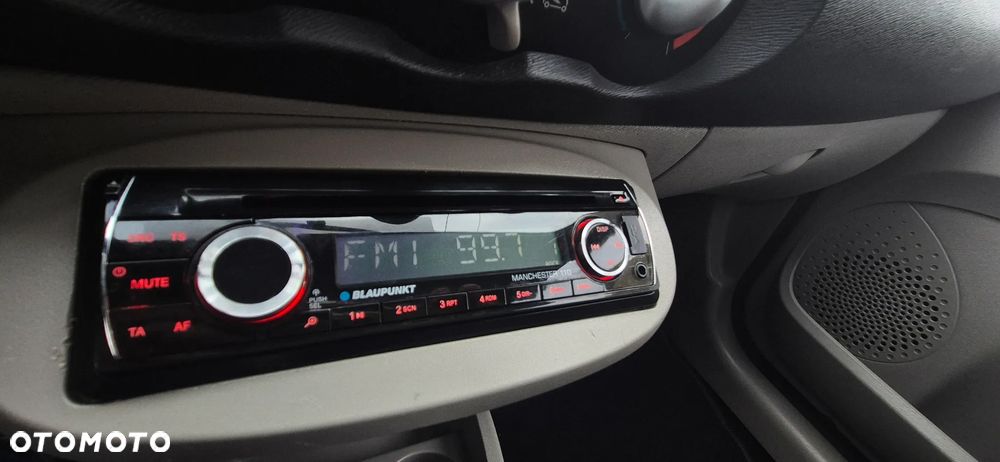 SRC TS
DISP
FM1 99.7
MUTE
MANCHESTER 110
BLAUPUNKT
PUSH
SEL
TA AF
1 2 SCN 3 RPT 4 RDM 5 DIR-
OTOMOTO